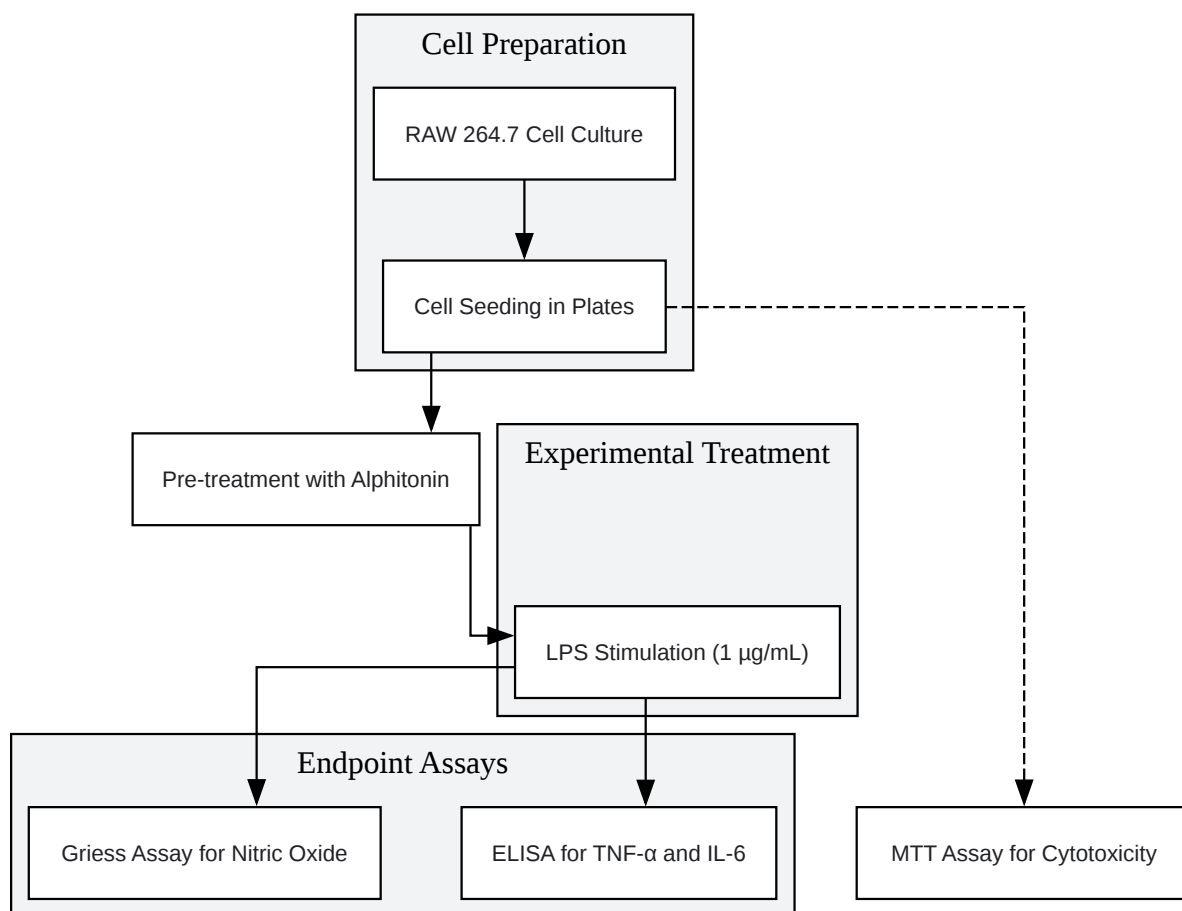 Cell Preparation
RAW 264.7 Cell Culture
Cell Seeding in Plates
Pre-treatment with Alphitonin
Experimental Treatment
LPS Stimulation (1 µg/mL)
Endpoint Assays
Griess Assay for Nitric Oxide
ELISA for TNF-α and IL-6
MTT Assay for Cytotoxicity